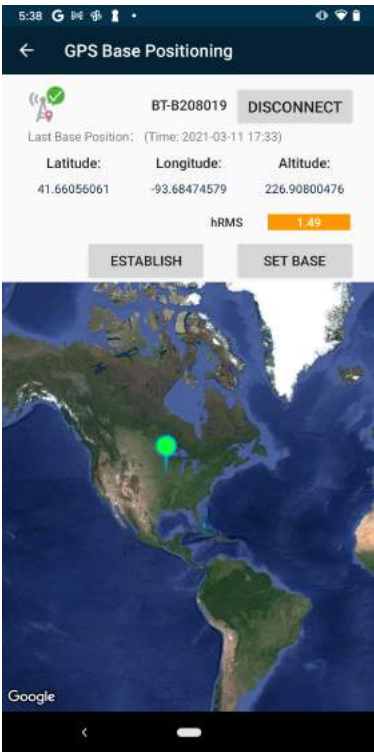 5:38 G
GPS Base Positioning
BT-B208019 DISCONNECT
Last Base Position: (Time: 2021-03-11 17:33)
Latitude: Longitude: Altitude:
41.66056061 -93.68474579 226.90800476
hRMS 1.49
ESTABLISH SET BASE
Google